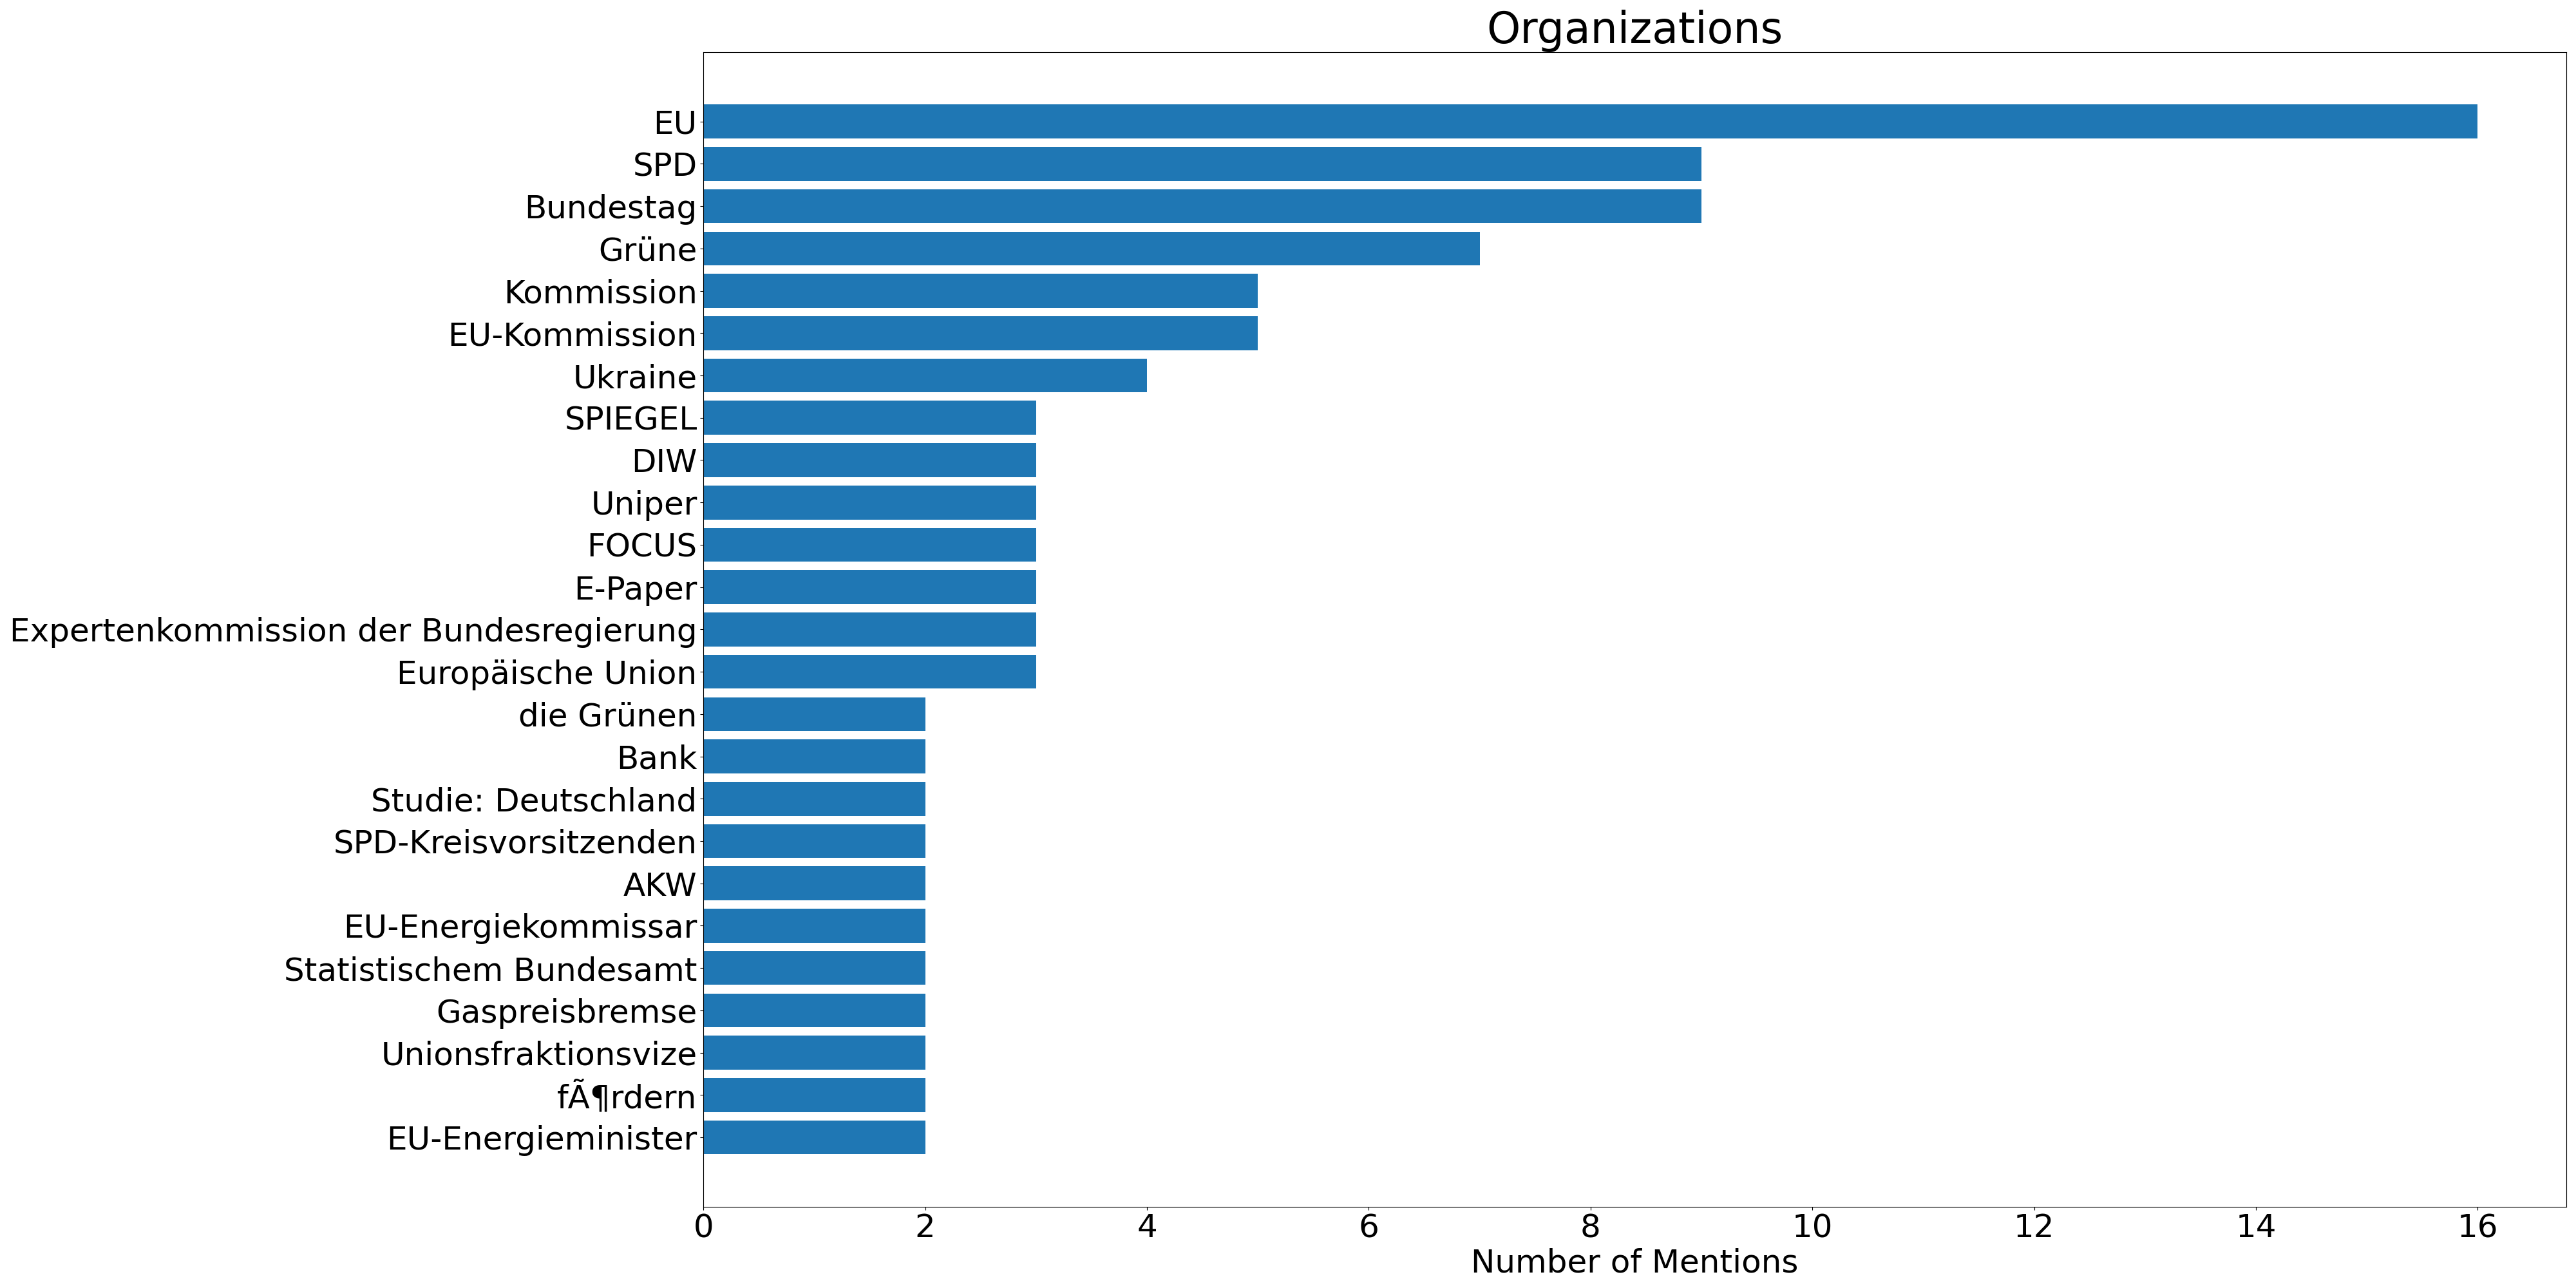 Organizations
EU
SPD
Bundestag
Grüne
Kommission
EU-Kommission
Ukraine
SPIEGEL
DIW
Uniper
FOCUS
E-Paper
Expertenkommission der Bundesregierung
Europäische Union
die Grünen
Bank
Studie: Deutschland
SPD-Kreisvorsitzenden
AKW
EU-Energiekommissar
Statistischem Bundesamt
Gaspreisbremse
Unionsfraktionsvize
fÃ¶rdern
EU-Energieminister
0 2 4 6 8 10 12 14 16
Number of Mentions